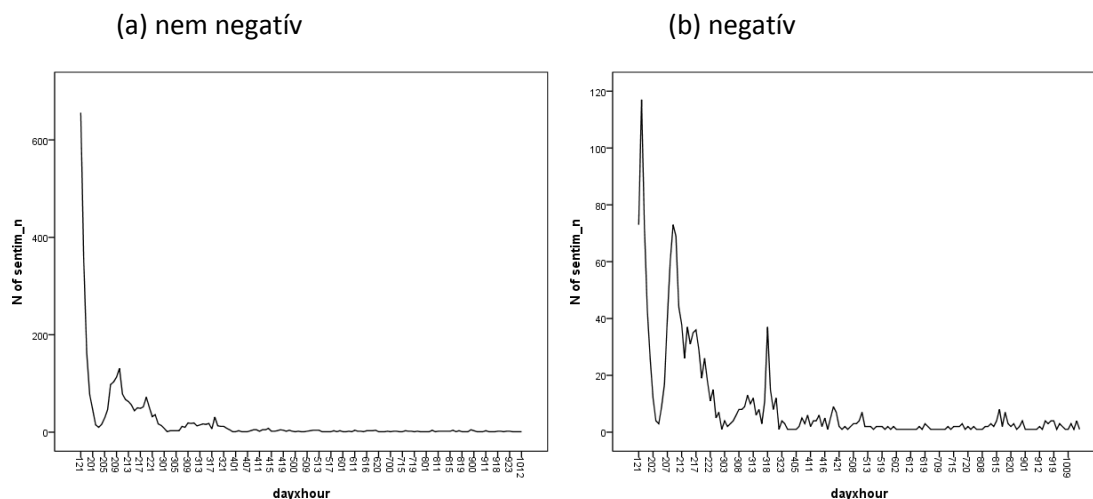 (a) nem negatív
(b) negatív
600
400
200
0
N of sentim_n
121 201 205 209 213 217 221 301 305 309 313 317 321 401 407 411 415 419 500 509 513 517 601 611 616 620 700 715 719 801 811 815 819 900 911 918 923 1012
dayxhour
120
100
80
60
40
20
0
N of sentim_n
121 202 207 212 217 222 303 308 313 318 323 405 411 416 421 508 513 519 602 612 619 709 715 720 808 901 912 919 1009
dayxhour